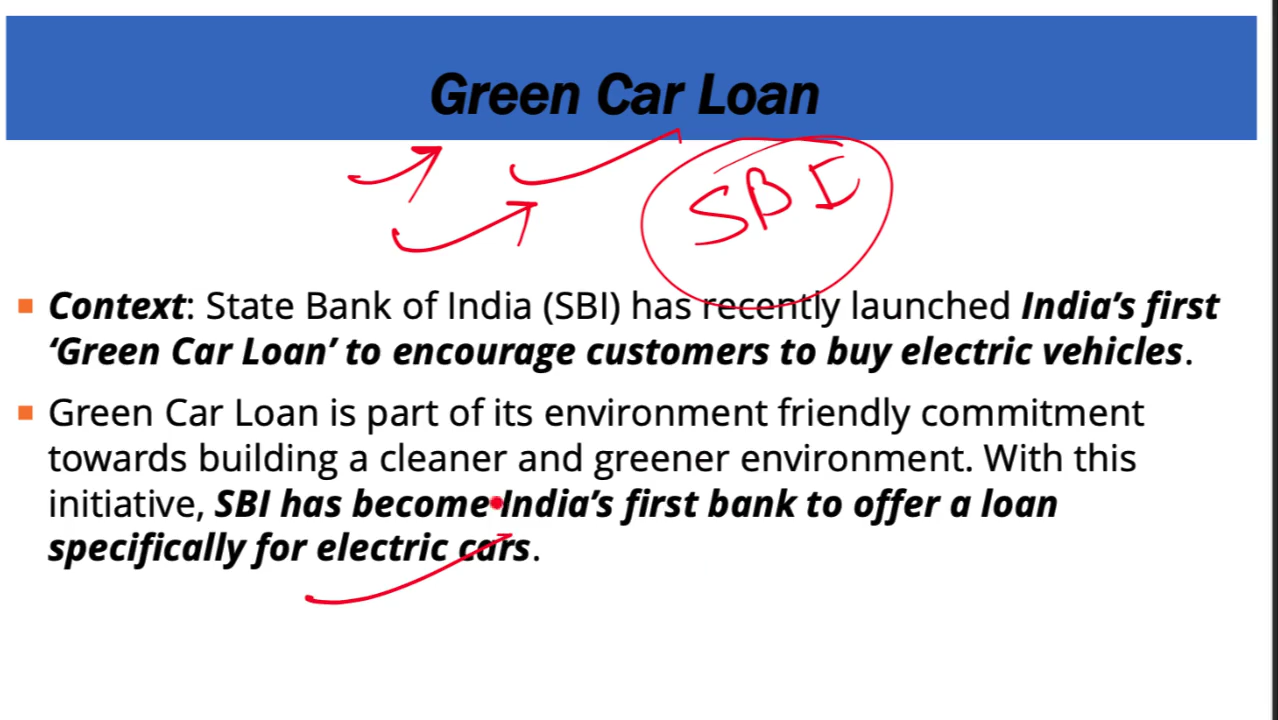 Green Car Loan
SBI
▪ Context: State Bank of India (SBI) has recently launched India’s first
‘Green Car Loan’ to encourage customers to buy electric vehicles.
▪ Green Car Loan is part of its environment friendly commitment
towards building a cleaner and greener environment. With this
initiative, SBI has become India’s first bank to offer a loan
specifically for electric cars.